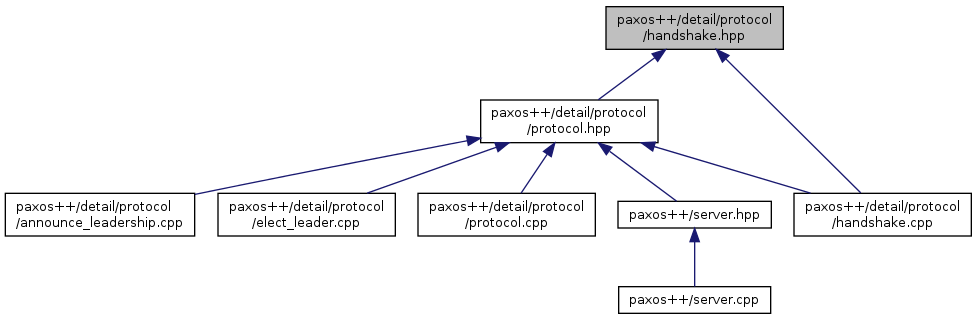 paxos++/detail/protocol
/handshake.hpp
paxos++/detail/protocol
/protocol.hpp
paxos++/detail/protocol
/announce_leadership.cpp
paxos++/detail/protocol
/elect_leader.cpp
paxos++/detail/protocol
/protocol.cpp
paxos++/server.hpp
paxos++/detail/protocol
/handshake.cpp
paxos++/server.cpp